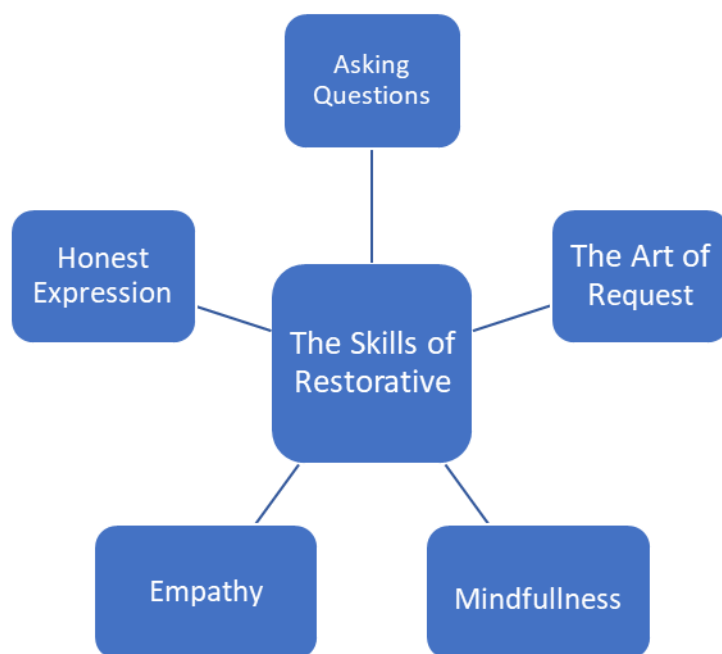 Asking
Questions
Honest
Expression
The Art of
Request
The Skills of
Restorative
Empathy
Mindfullness